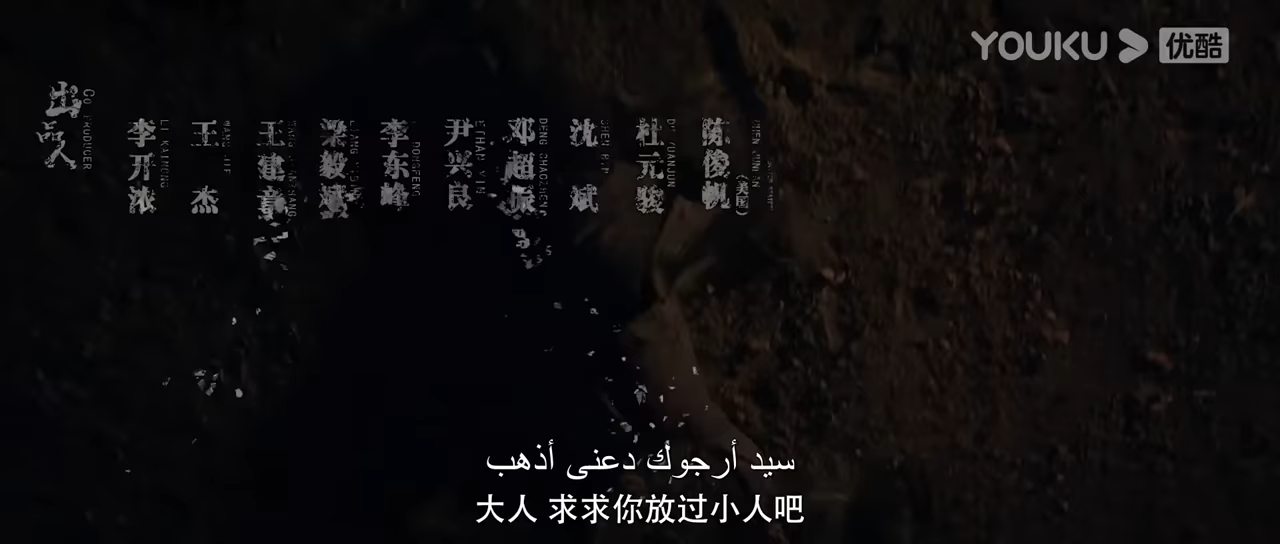 YOUKU 优酷
出品人
PRODUCER
李开浓
王杰
王建章
梁毅斌
李东峰
尹兴良
邓超振
沈斌
杜元骏
陈俊帆（美国）
سيد أرجوك دعنى أذهب
大人 求求你放过小人吧